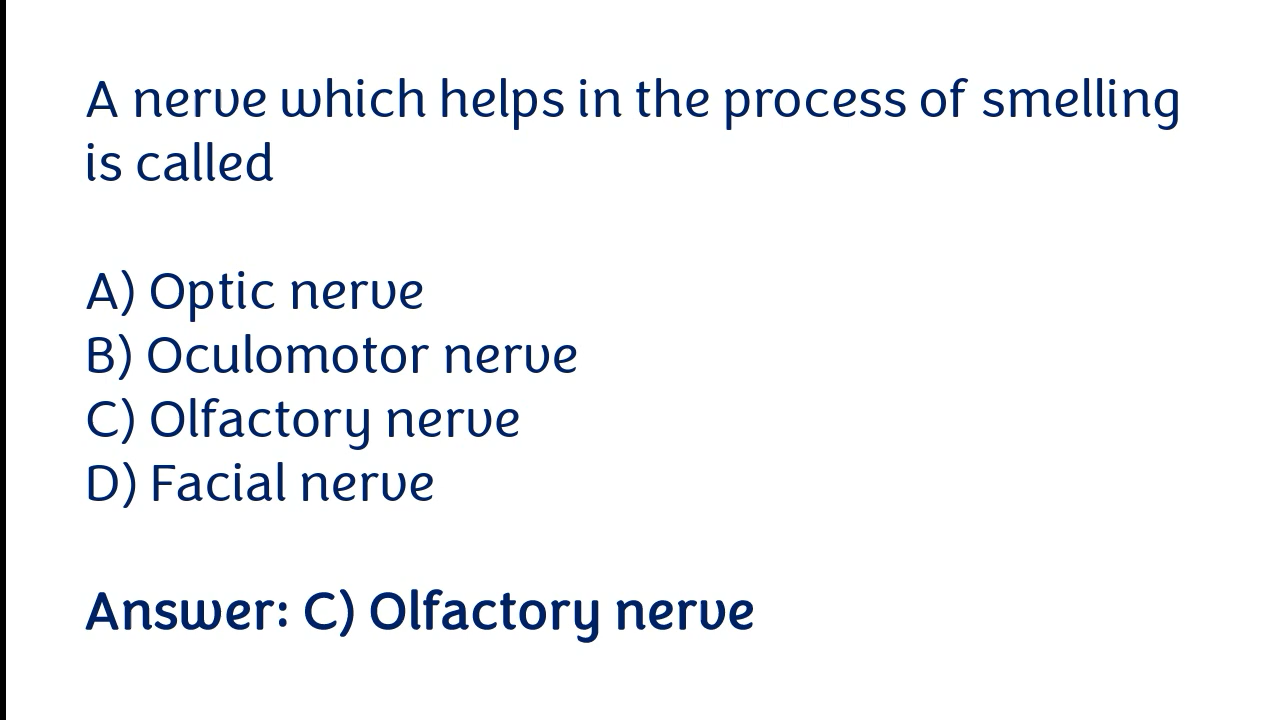 A nerve which helps in the process of smelling
is called
A) Optic nerve
B) Oculomotor nerve
C) Olfactory nerve
D) Facial nerve
Answer: C) Olfactory nerve